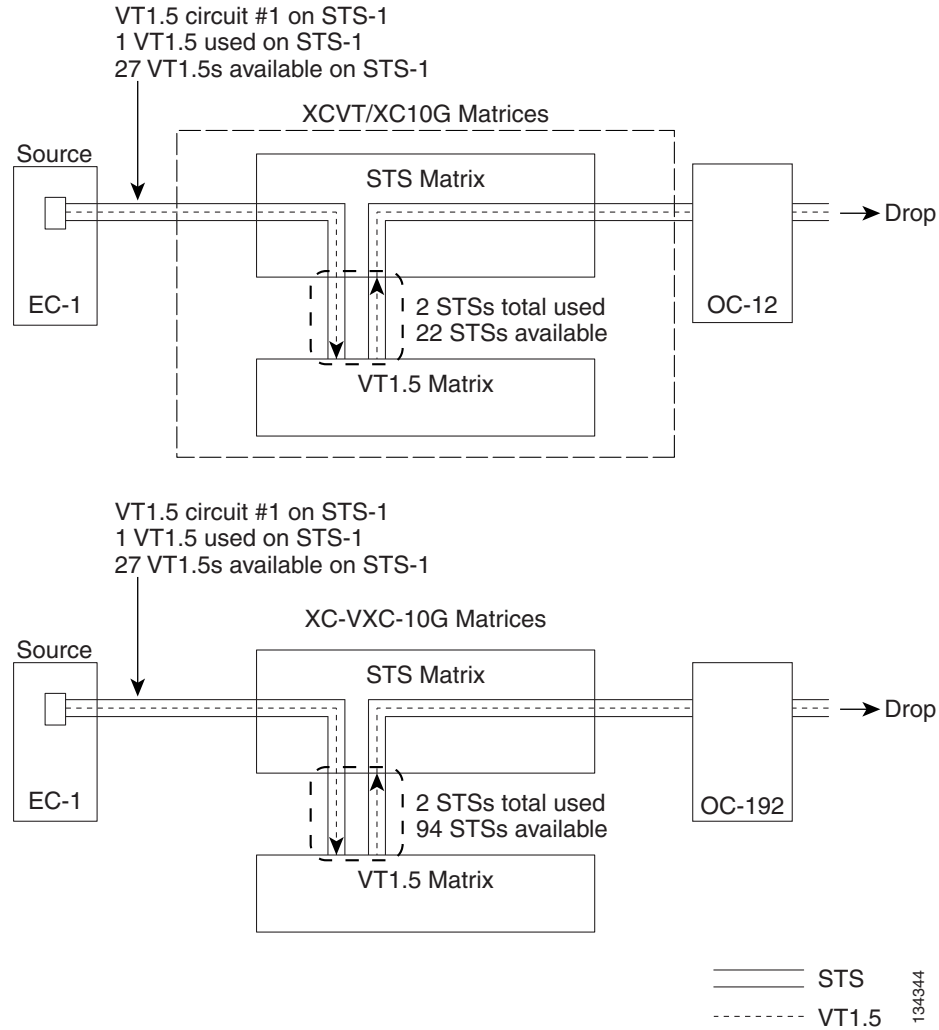 VT1.5 circuit #1 on STS-1
1 VT1.5 used on STS-1
27 VT1.5s available on STS-1
XCVT/XC10G Matrices
Source
STS Matrix
Drop
EC-1
2 STSs total used
22 STSs available
OC-12
VT1.5 Matrix
VT1.5 circuit #1 on STS-1
1 VT1.5 used on STS-1
27 VT1.5s available on STS-1
XC-VXC-10G Matrices
Source
STS Matrix
Drop
EC-1
2 STSs total used
94 STSs available
OC-192
VT1.5 Matrix
STS
VT1.5
134344